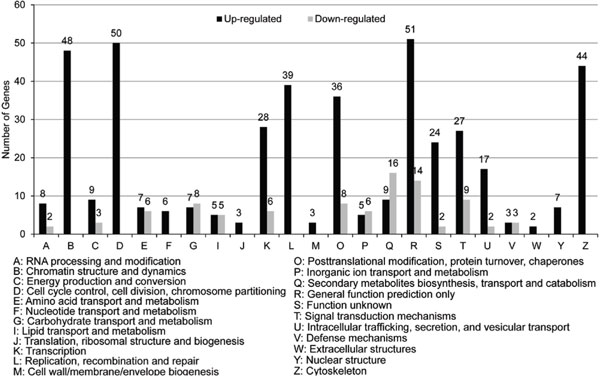 Up-regulated Down-regulated
Number of Genes
60
50
40
30
20
10
0
8 2 48 9 3 50 7 6 6 7 8 5 5 3 28 6 39 3 36 8 5 6 9 16 51 14 24 2 27 9 17 2 3 3 2 7 44
A B C D E F G I J K L M O P Q R S T U V W Y Z
A: RNA processing and modification
B: Chromatin structure and dynamics
C: Energy production and conversion
D: Cell cycle control, cell division, chromosome partitioning
E: Amino acid transport and metabolism
F: Nucleotide transport and metabolism
G: Carbohydrate transport and metabolism
I: Lipid transport and metabolism
J: Translation, ribosomal structure and biogenesis
K: Transcription
L: Replication, recombination and repair
M: Cell wall/membrane/envelope biogenesis
O: Posttranslational modification, protein turnover, chaperones
P: Inorganic ion transport and metabolism
Q: Secondary metabolites biosynthesis, transport and catabolism
R: General function prediction only
S: Function unknown
T: Signal transduction mechanisms
U: Intracellular trafficking, secretion, and vesicular transport
V: Defense mechanisms
W: Extracellular structures
Y: Nuclear structure
Z: Cytoskeleton